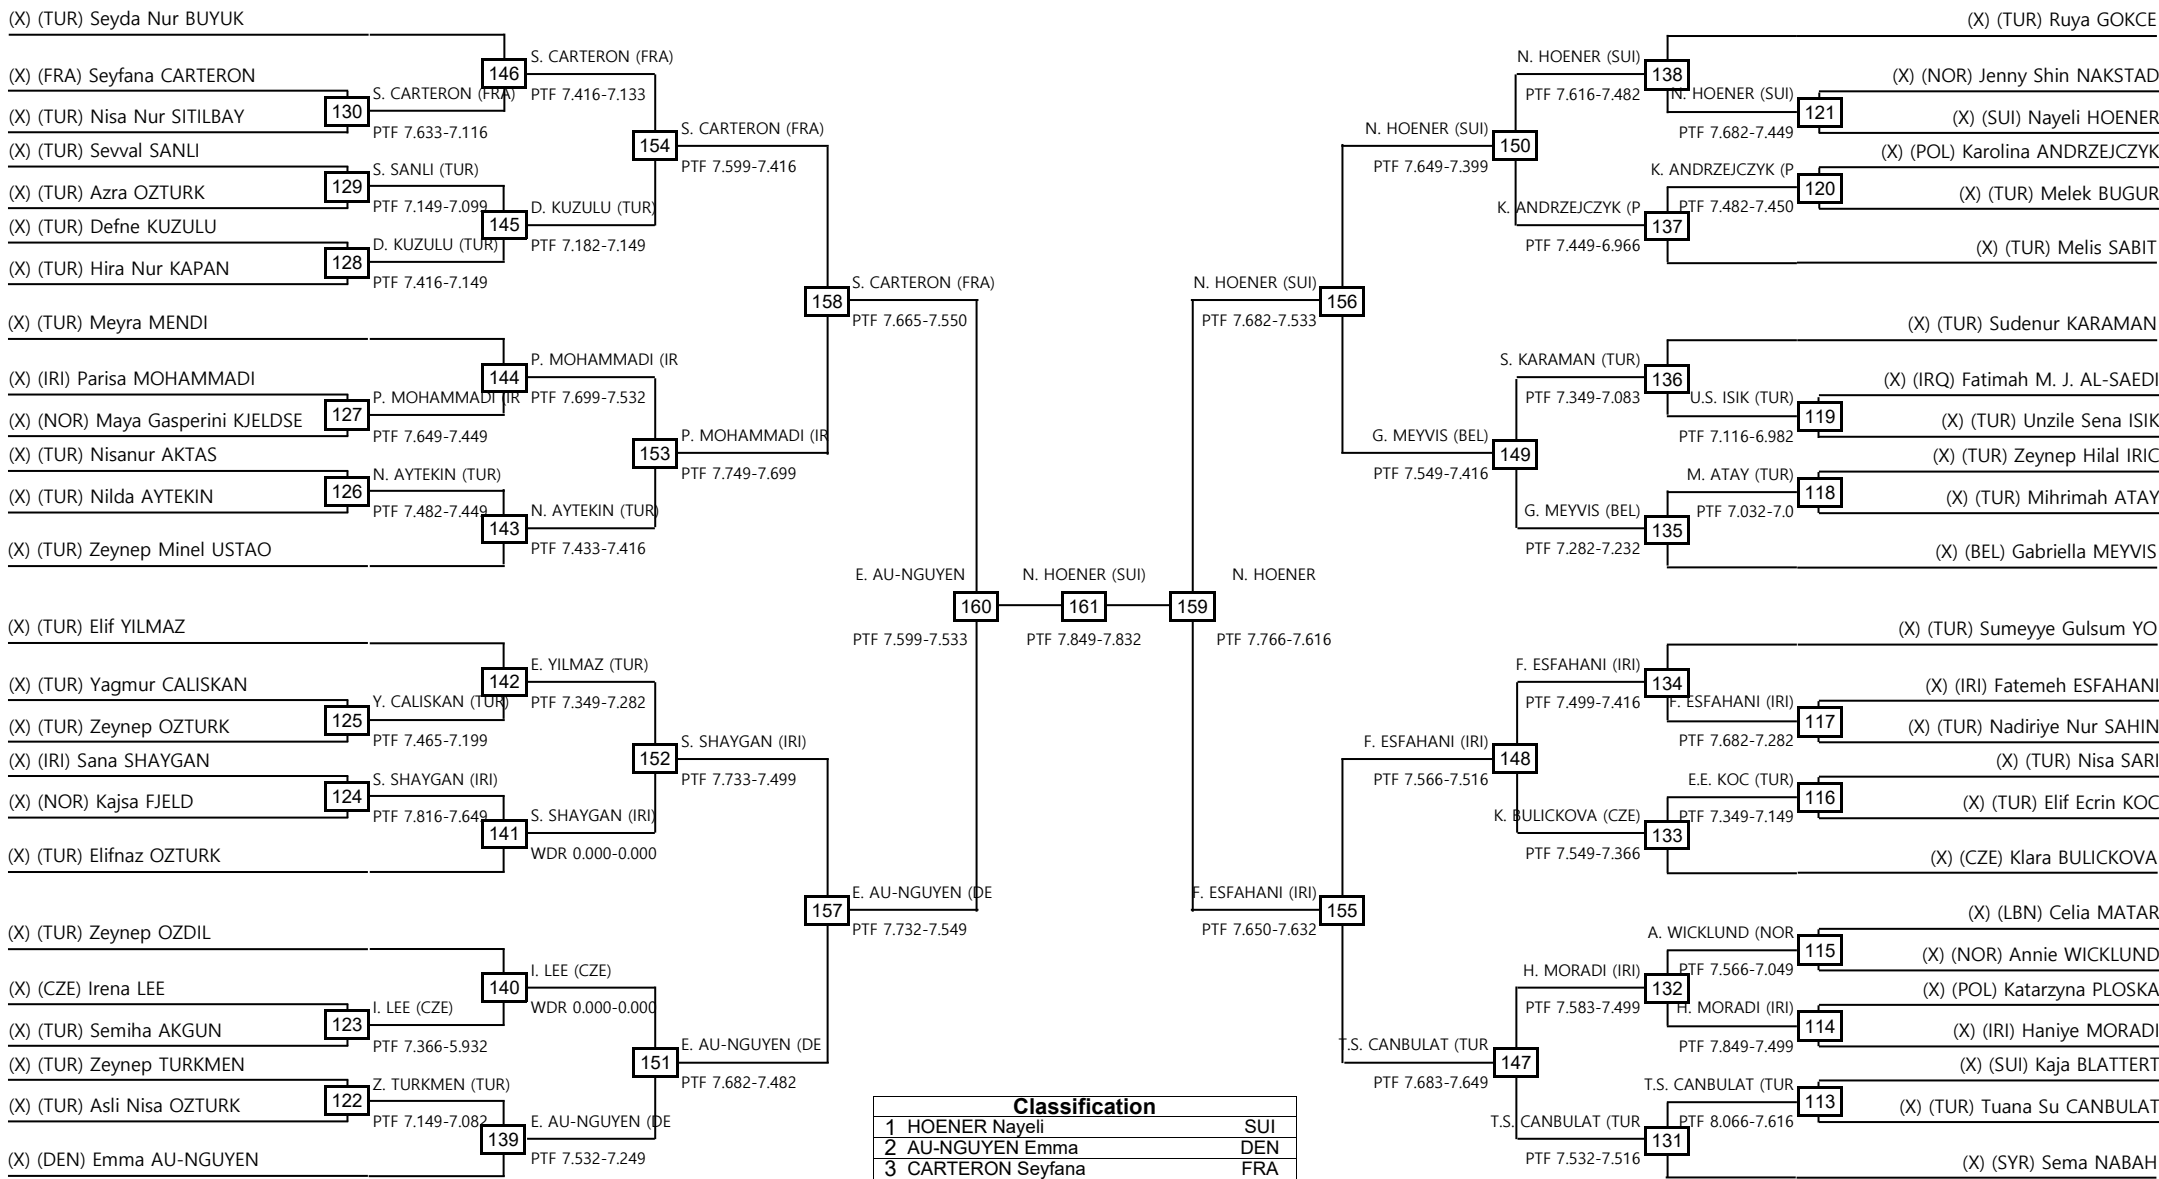 (X) (TUR) Seyda Nur BUYUK
(X) (FRA) Seyfana CARTERON
(X) (TUR) Nisa Nur SITILBAY
(X) (TUR) Sevval SANLI
(X) (TUR) Azra OZTURK
(X) (TUR) Defne KUZULU
(X) (TUR) Hira Nur KAPAN
(X) (TUR) Meyra MENDI
(X) (IRI) Parisa MOHAMMADI
(X) (NOR) Maya Gasperini KJELDSE
(X) (TUR) Nisanur AKTAS
(X) (TUR) Nilda AYTEKIN
(X) (TUR) Zeynep Minel USTAO
(X) (TUR) Elif YILMAZ
(X) (TUR) Yagmur CALISKAN
(X) (TUR) Zeynep OZTURK
(X) (IRI) Sana SHAYGAN
(X) (NOR) Kajsa FJELD
(X) (TUR) Elifnaz OZTURK
(X) (TUR) Zeynep OZDIL
(X) (CZE) Irena LEE
(X) (TUR) Semiha AKGUN
(X) (TUR) Zeynep TURKMEN
(X) (TUR) Asli Nisa OZTURK
(X) (DEN) Emma AU-NGUYEN
130
S. CARTERON (FRA)
PTF 7.633-7.116
129
S. SANLI (TUR)
PTF 7.149-7.099
128
D. KUZULU (TUR)
PTF 7.416-7.149
127
P. MOHAMMADI (IR
PTF 7.649-7.449
126
N. AYTEKIN (TUR)
PTF 7.482-7.449
125
Y. CALISKAN (TUR)
PTF 7.465-7.199
124
S. SHAYGAN (IRI)
PTF 7.816-7.649
123
I. LEE (CZE)
PTF 7.366-5.932
122
Z. TURKMEN (TUR)
PTF 7.149-7.082
146
S. CARTERON (FRA)
PTF 7.416-7.133
145
D. KUZULU (TUR)
PTF 7.182-7.149
144
P. MOHAMMADI (IR
PTF 7.699-7.532
143
N. AYTEKIN (TUR)
PTF 7.433-7.416
142
E. YILMAZ (TUR)
PTF 7.349-7.282
141
S. SHAYGAN (IRI)
WDR 0.000-0.000
140
I. LEE (CZE)
WDR 0.000-0.000
139
E. AU-NGUYEN (DE
PTF 7.532-7.249
154
S. CARTERON (FRA)
PTF 7.599-7.416
153
P. MOHAMMADI (IR
PTF 7.749-7.699
152
S. SHAYGAN (IRI)
PTF 7.733-7.499
151
E. AU-NGUYEN (DE
PTF 7.682-7.482
158
S. CARTERON (FRA)
PTF 7.665-7.550
157
E. AU-NGUYEN (DE
PTF 7.732-7.549
E. AU-NGUYEN
160
PTF 7.599-7.533
N. HOENER (SUI)
161
PTF 7.849-7.832
N. HOENER
159
PTF 7.766-7.616
N. HOENER (SUI)
156
PTF 7.682-7.533
F. ESFAHANI (IRI)
155
PTF 7.650-7.632
N. HOENER (SUI)
150
PTF 7.649-7.399
G. MEYVIS (BEL)
149
PTF 7.549-7.416
F. ESFAHANI (IRI)
148
PTF 7.566-7.516
T.S. CANBULAT (TUR
147
PTF 7.683-7.649
N. HOENER (SUI)
138
PTF 7.616-7.482
K. ANDRZEJCZYK (P
137
PTF 7.449-6.966
S. KARAMAN (TUR)
136
PTF 7.349-7.083
G. MEYVIS (BEL)
135
PTF 7.282-7.232
F. ESFAHANI (IRI)
134
PTF 7.499-7.416
K. BULICKOVA (CZE)
133
PTF 7.549-7.366
H. MORADI (IRI)
132
PTF 7.583-7.499
T.S. CANBULAT (TUR
131
PTF 7.532-7.516
N. HOENER (SUI)
121
PTF 7.682-7.449
K. ANDRZEJCZYK (P
120
PTF 7.482-7.450
U.S. ISIK (TUR)
119
PTF 7.116-6.982
M. ATAY (TUR)
118
PTF 7.032-7.0
F. ESFAHANI (IRI)
117
PTF 7.682-7.282
E.E. KOC (TUR)
116
PTF 7.349-7.149
A. WICKLUND (NOR
115
PTF 7.566-7.049
H. MORADI (IRI)
114
PTF 7.849-7.499
T.S. CANBULAT (TUR
113
PTF 8.066-7.616
(X) (TUR) Ruya GOKCE
(X) (NOR) Jenny Shin NAKSTAD
(X) (SUI) Nayeli HOENER
(X) (POL) Karolina ANDRZEJCZYK
(X) (TUR) Melek BUGUR
(X) (TUR) Melis SABIT
(X) (TUR) Sudenur KARAMAN
(X) (IRQ) Fatimah M. J. AL-SAEDI
(X) (TUR) Unzile Sena ISIK
(X) (TUR) Zeynep Hilal IRIC
(X) (TUR) Mihrimah ATAY
(X) (BEL) Gabriella MEYVIS
(X) (TUR) Sumeyye Gulsum YO
(X) (IRI) Fatemeh ESFAHANI
(X) (TUR) Nadiriye Nur SAHIN
(X) (TUR) Nisa SARI
(X) (TUR) Elif Ecrin KOC
(X) (CZE) Klara BULICKOVA
(X) (LBN) Celia MATAR
(X) (NOR) Annie WICKLUND
(X) (POL) Katarzyna PLOSKA
(X) (IRI) Haniye MORADI
(X) (SUI) Kaja BLATTERT
(X) (TUR) Tuana Su CANBULAT
(X) (SYR) Sema NABAH
Classification
1 HOENER Nayeli SUI
2 AU-NGUYEN Emma DEN
3 CARTERON Seyfana FRA